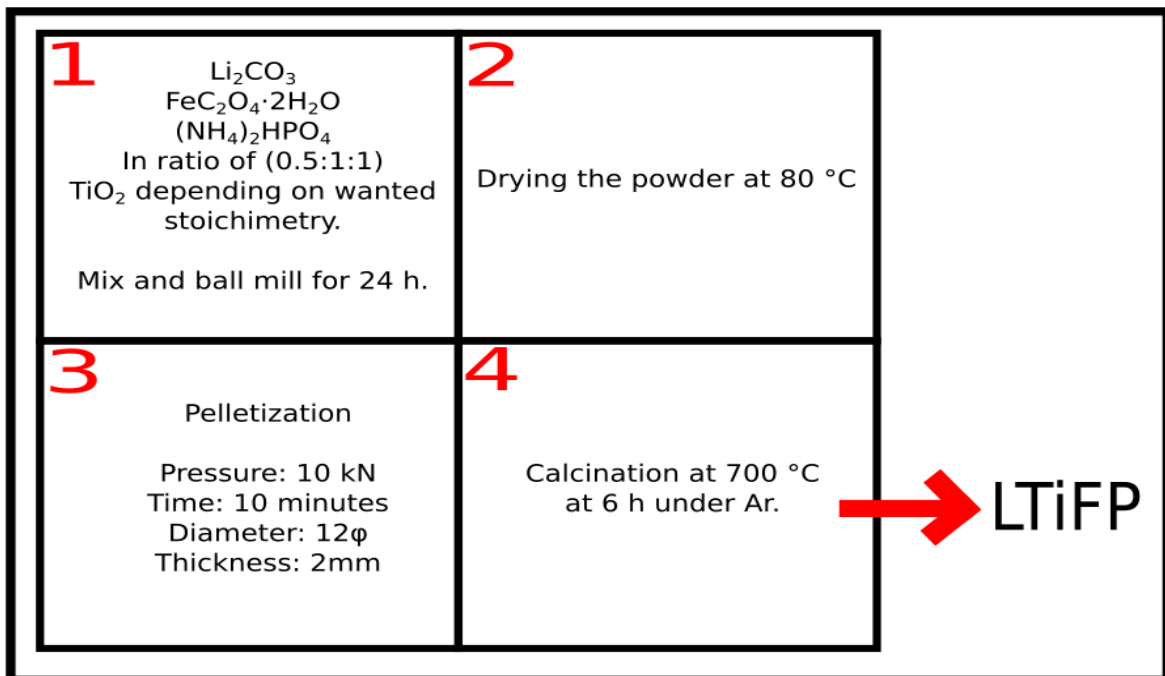 1
Li₂CO₃
FeC₂O₄·2H₂O
(NH₄)₂HPO₄
In ratio of (0.5:1:1)
TiO₂ depending on wanted
stoichimetry.
Mix and ball mill for 24 h.
2
Drying the powder at 80 °C
3
Pelletization
Pressure: 10 kN
Time: 10 minutes
Diameter: 12φ
Thickness: 2mm
4
Calcination at 700 °C
at 6 h under Ar.
LTiFP